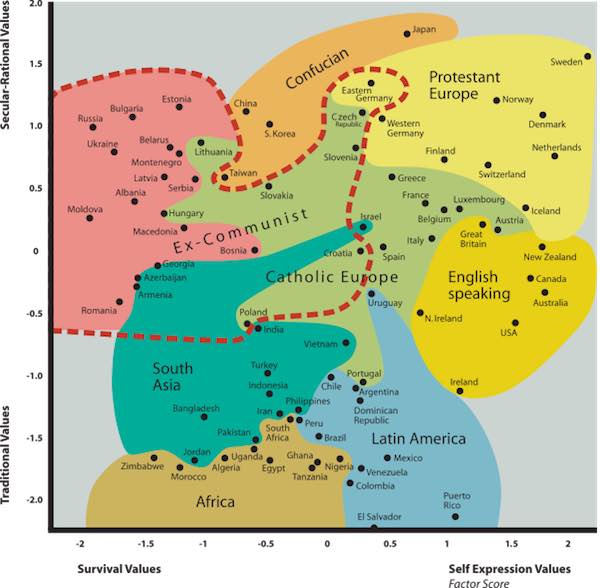 2.0
Japan
Confucian
Secular-Rational Values
1.5
Sweden
Protestant
Europe
Eastern
Germany
Norway
Estonia
China
Bulgaria
Russia
Czech
Republic
Western
Germany
Denmark
1.0
S.Korea
Belarus
Ukraine
Lithuania
Montenegro
Slovenia
Finland
Netherlands
Switzerland
Latvia
Serbia
Taiwan
Greece
0.5
Slovakia
Albania
France
Luxembourg
Moldova
Hungary
Belgium
Iceland
Austria
Macedonia
Ex-Communist
Israel
Great
Britain
Italy
0
Bosnia
Croatia
Spain
New Zealand
Georgia
Azerbaijan
Catholic Europe
English
speaking
Canada
Armenia
Uruguay
Australia
Romania
-0.5
Poland
India
N.Ireland
USA
Vietnam
South
Asia
Turkey
-1.0
Chile
Portugal
Indonesia
Argentina
Ireland
Bangladesh
Iran
Philippines
Dominican
Republic
South
Africa
Peru
Pakistan
Brazil
Latin America
-1.5
Traditional Values
Jordan
Uganda
Zimbabwe
Morocco
Algeria
Egypt
Ghana
Tanzania
Nigeria
Mexico
Venezuela
Colombia
Africa
-2.0
Puerto
Rico
El Salvador
-2
-1.5
-1
-0.5
0
0.5
1
1.5
2
Survival Values
Self Expression Values
Factor Score